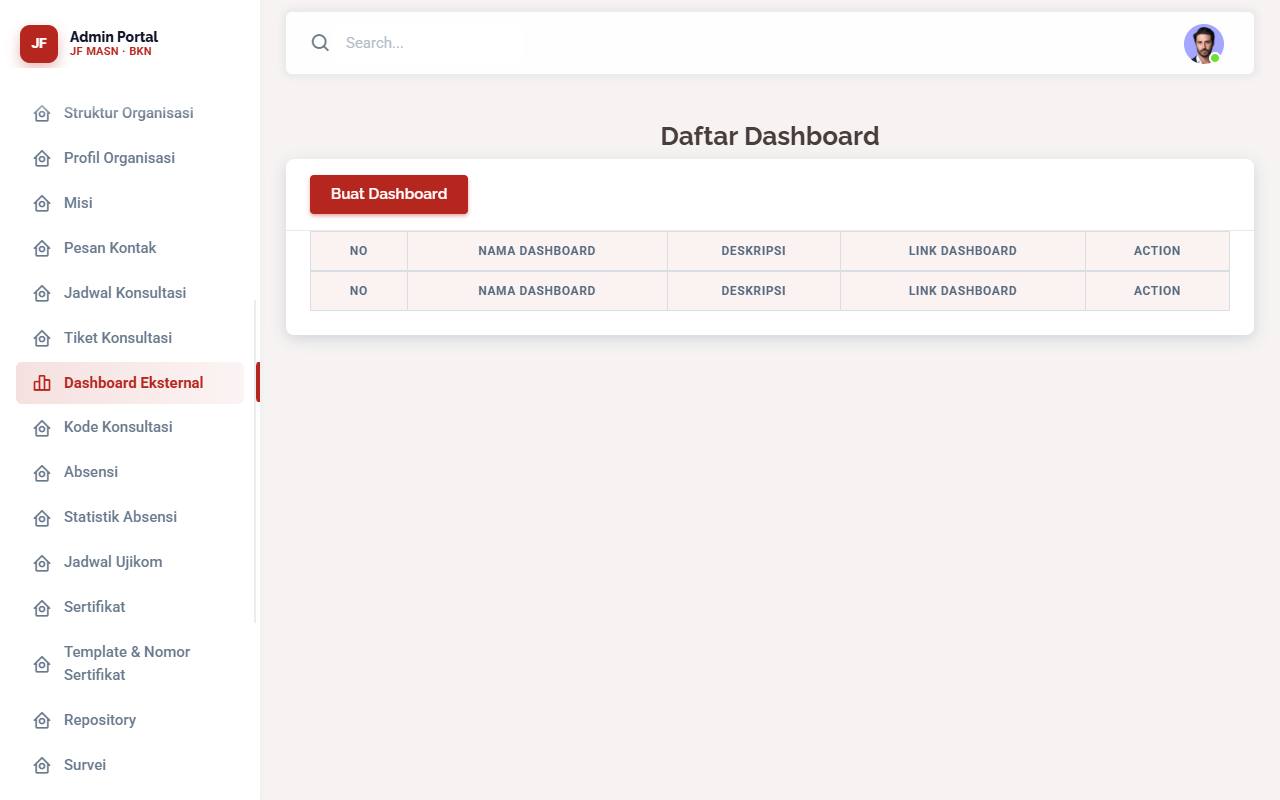 JF
Admin Portal
JF MASN · BKN
Search...
Struktur Organisasi
Profil Organisasi
Misi
Pesan Kontak
Jadwal Konsultasi
Tiket Konsultasi
Dashboard Eksternal
Kode Konsultasi
Absensi
Statistik Absensi
Jadwal Ujikom
Sertifikat
Template & Nomor
Sertifikat
Repository
Survei
Daftar Dashboard
Buat Dashboard
NO NAMA DASHBOARD DESKRIPSI LINK DASHBOARD ACTION
NO NAMA DASHBOARD DESKRIPSI LINK DASHBOARD ACTION